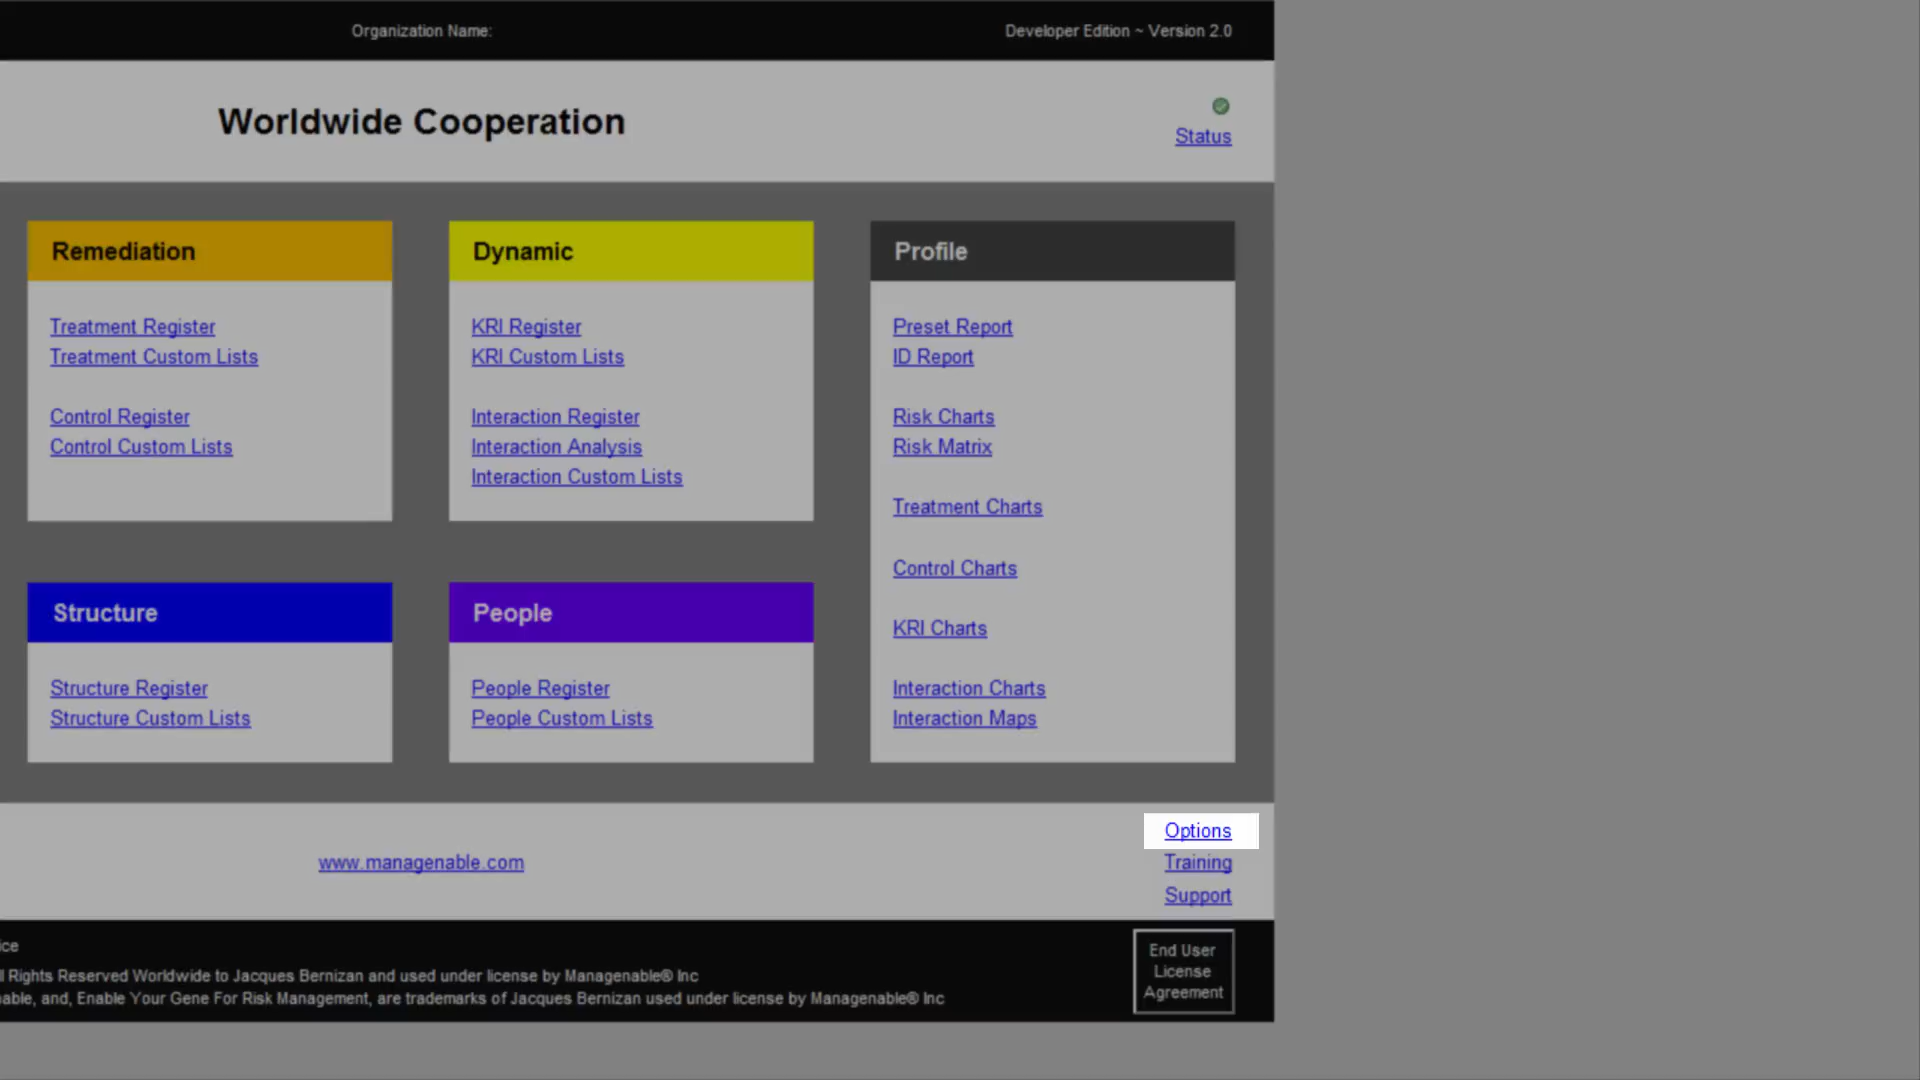 Organization Name:
Developer Edition ~ Version 2.0
Worldwide Cooperation
Status
Remediation
Treatment Register
Treatment Custom Lists
Control Register
Control Custom Lists
Dynamic
KRI Register
KRI Custom Lists
Interaction Register
Interaction Analysis
Interaction Custom Lists
Profile
Preset Report
ID Report
Risk Charts
Risk Matrix
Treatment Charts
Control Charts
KRI Charts
Interaction Charts
Interaction Maps
Structure
Structure Register
Structure Custom Lists
People
People Register
People Custom Lists
www.managenable.com
Options
Training
Support
Rights Reserved Worldwide to Jacques Bernizan and used under license by Managenable® Inc
and, Enable Your Gene For Risk Management, are trademarks of Jacques Bernizan used under license by Managenable® Inc
End User
License
Agreement